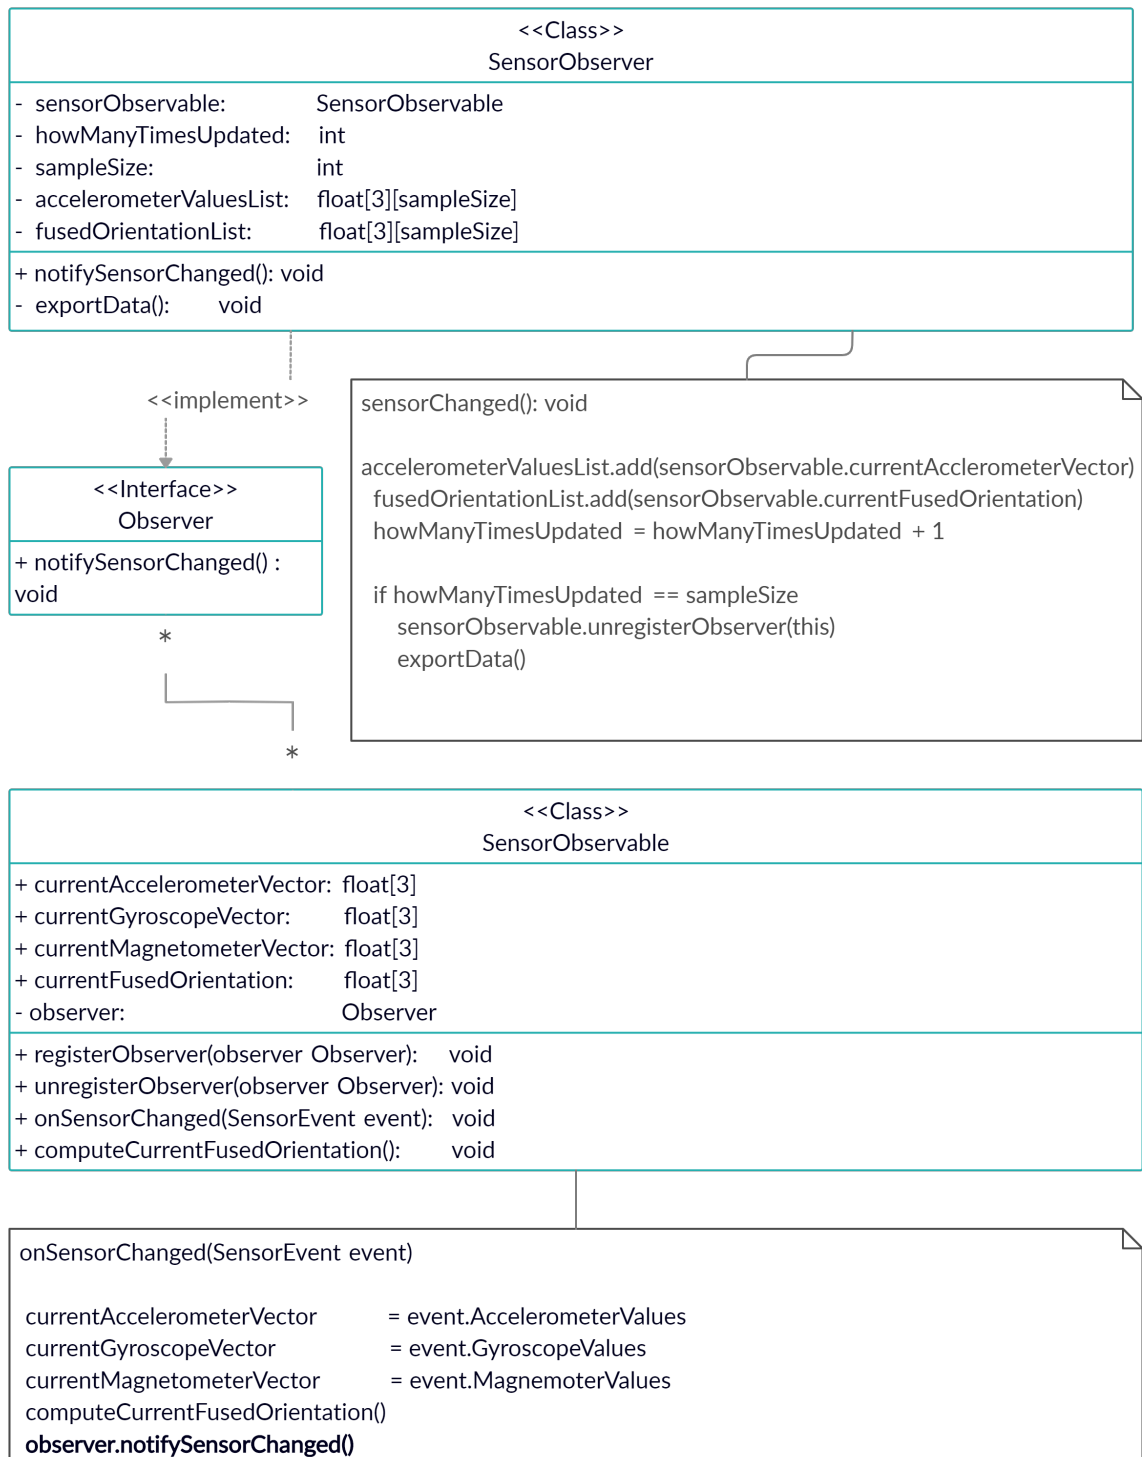 <<Class>>
SensorObserver
- sensorObservable: SensorObservable
- howManyTimesUpdated: int
- sampleSize: int
- accelerometerValuesList: float[3][sampleSize]
- fusedOrientationList: float[3][sampleSize]
+ notifySensorChanged(): void
- exportData(): void
<<implement>>
<<Interface>>
Observer
+ notifySensorChanged() :
void
*
*
sensorChanged(): void
accelerometerValuesList.add(sensorObservable.currentAcclerometerVector)
fusedOrientationList.add(sensorObservable.currentFusedOrientation)
howManyTimesUpdated = howManyTimesUpdated + 1
if howManyTimesUpdated == sampleSize
sensorObservable.unregisterObserver(this)
exportData()
<<Class>>
SensorObservable
+ currentAccelerometerVector: float[3]
+ currentGyroscopeVector: float[3]
+ currentMagnetometerVector: float[3]
+ currentFusedOrientation: float[3]
- observer: Observer
+ registerObserver(observer Observer): void
+ unregisterObserver(observer Observer): void
+ onSensorChanged(SensorEvent event): void
+ computeCurrentFusedOrientation(): void
onSensorChanged(SensorEvent event)
currentAccelerometerVector = event.AccelerometerValues
currentGyroscopeVector = event.GyroscopeValues
currentMagnetometerVector = event.MagnemoterValues
computeCurrentFusedOrientation()
observer.notifySensorChanged()